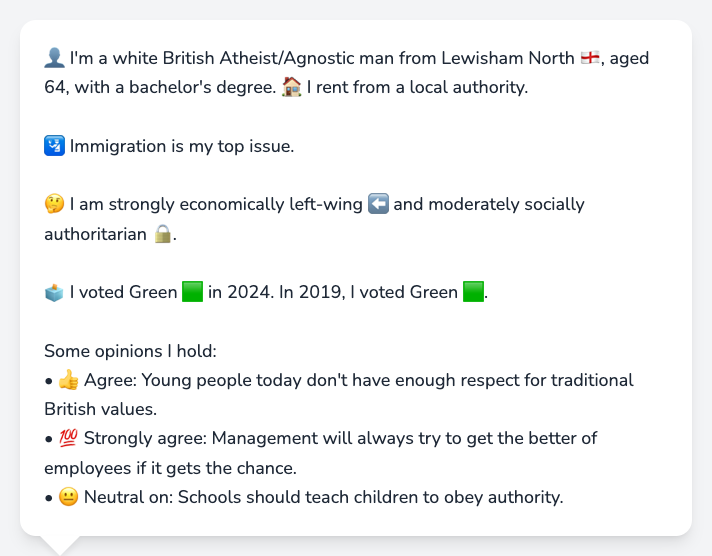 👤 I'm a white British Atheist/Agnostic man from Lewisham North 🏴󠁧󠁢󠁥󠁮󠁧󠁿, aged
64, with a bachelor's degree. 🏠 I rent from a local authority.
🛂 Immigration is my top issue.
🤔 I am strongly economically left-wing ⬅️ and moderately socially
authoritarian 🔒.
🗳️ I voted Green 🟩 in 2024. In 2019, I voted Green 🟩.
Some opinions I hold:
• 👍 Agree: Young people today don't have enough respect for traditional
British values.
• 💯 Strongly agree: Management will always try to get the better of
employees if it gets the chance.
• 😐 Neutral on: Schools should teach children to obey authority.